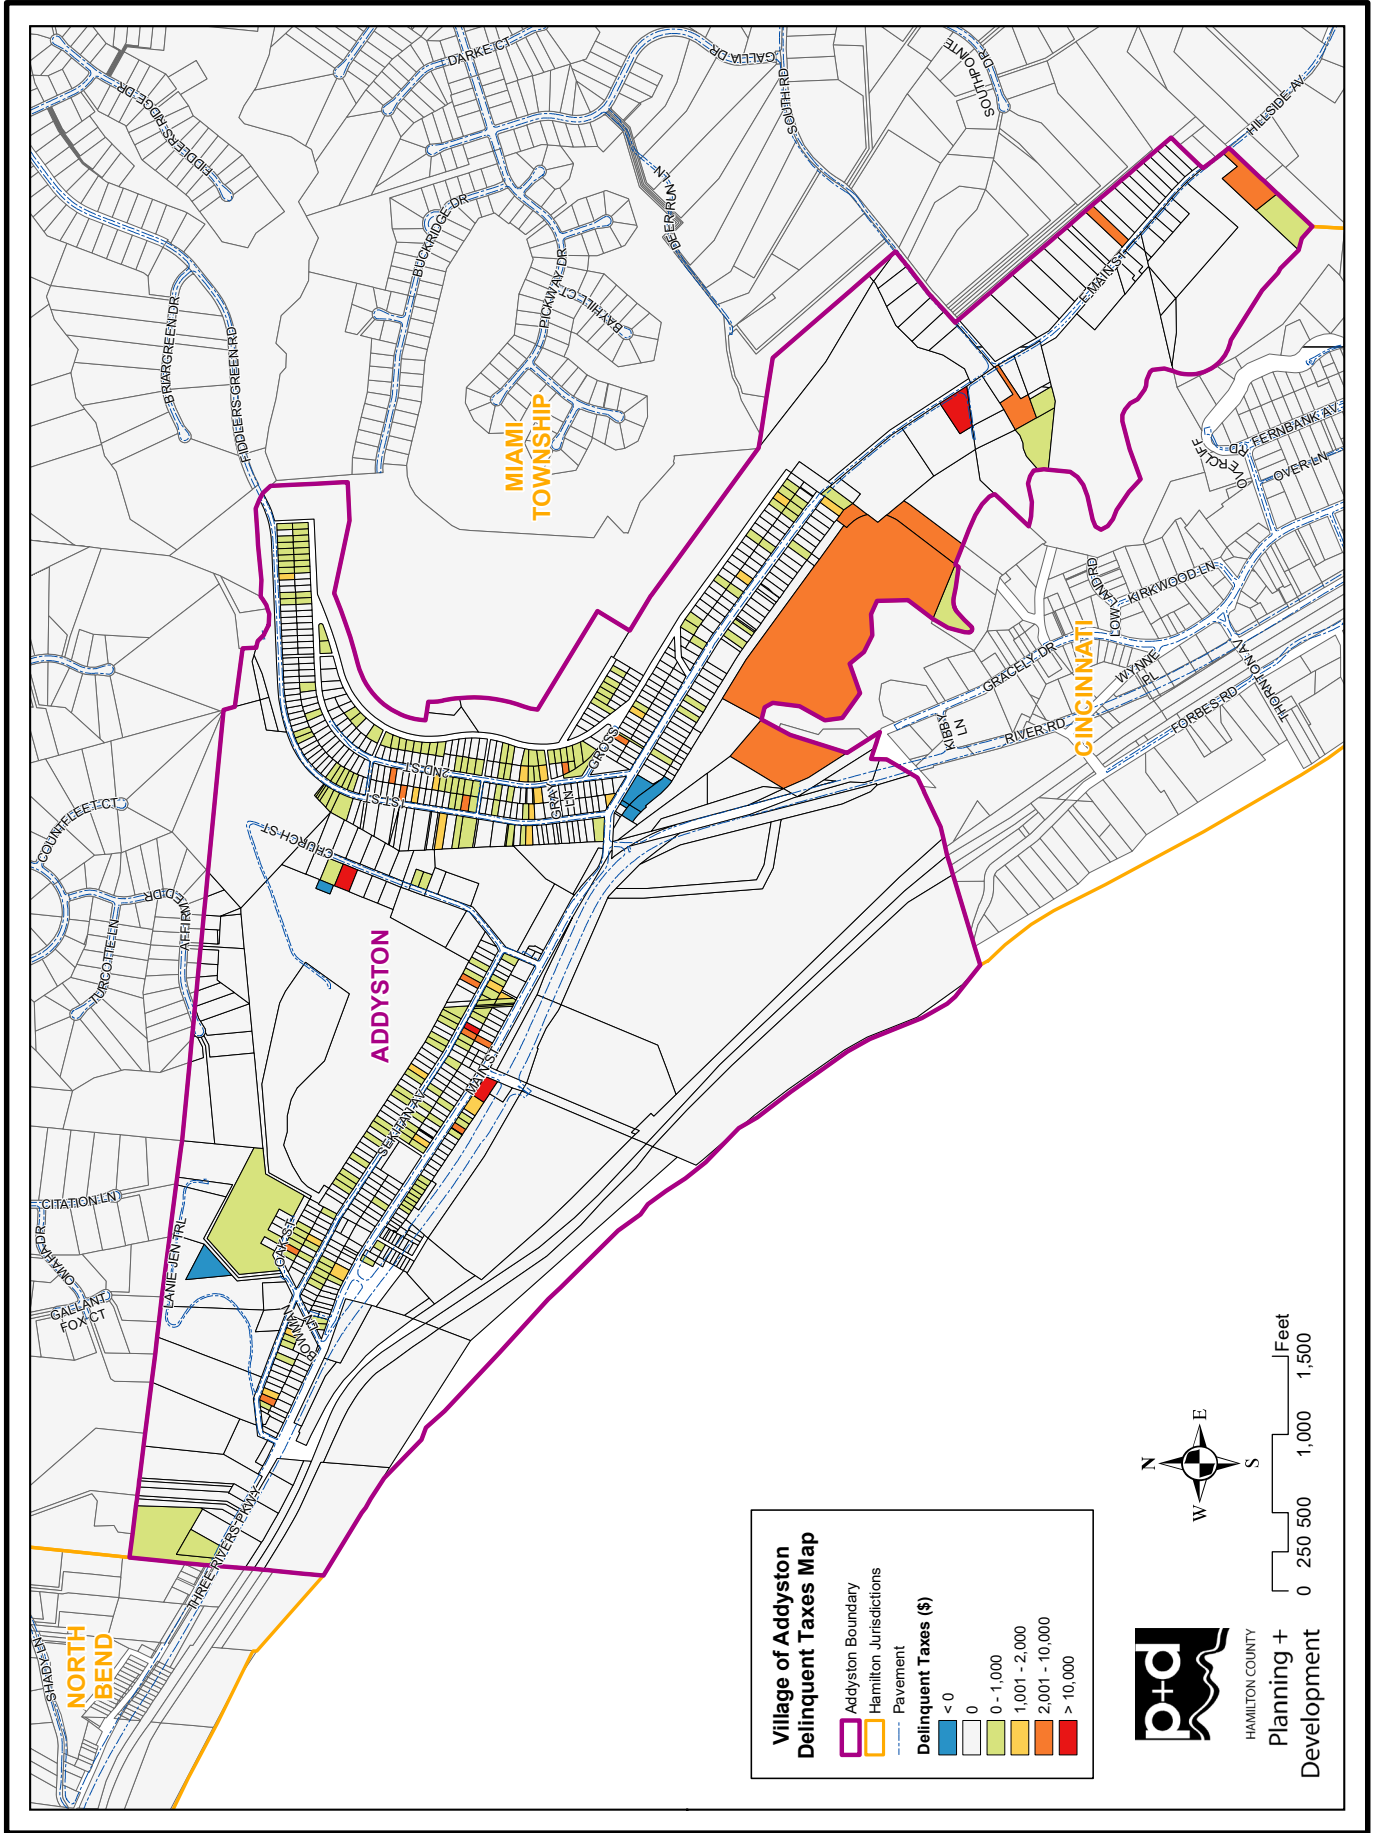 SHADY LN
NORTH
BEND
THREE RIVERS PKWY
GALLANT
FOX CT
OMAHA DR
CITATION LN
LANIE JEN TRL
TURCOTTE LN
COUNTFLEET CT
AFFIRMED DR
BRIARGREEN DR
FIDDLERS GREEN RD
FIDDLERS RIDGE DR
DARKE CT
BUCKRIDGE DR
PICKWAY DR
BAYHILL CT
DEER RUN LN
GALLIA DR
SOUTH RD
SOUTHPOINTE
DR
HILLSIDE AV
MIAMI
TOWNSHIP
ADDYSTON
CHURCH ST
1ST ST
2ND ST
GROSS
GRAY
LN
OAK ST
SEKITAN AV
MAIN ST
BOWMAN
LN
E MAIN ST
CINCINNATI
OVERCLIFF
RD
FERNBANK AV
OVER LN
LOWLAND RD
KIRKWOOD LN
GRACELY DR
WYNNE
PL
KIBBY
LN
RIVER RD
FORBES RD
THORNTON AV
Village of Addyston
Delinquent Taxes Map
Addyston Boundary
Hamilton Jurisdictions
Pavement
Delinquent Taxes ($)
< 0
0
0 - 1,000
1,001 - 2,000
2,001 - 10,000
> 10,000
N
W
E
S
Feet
0 250 500 1,000 1,500
p+d
HAMILTON COUNTY
Planning +
Development